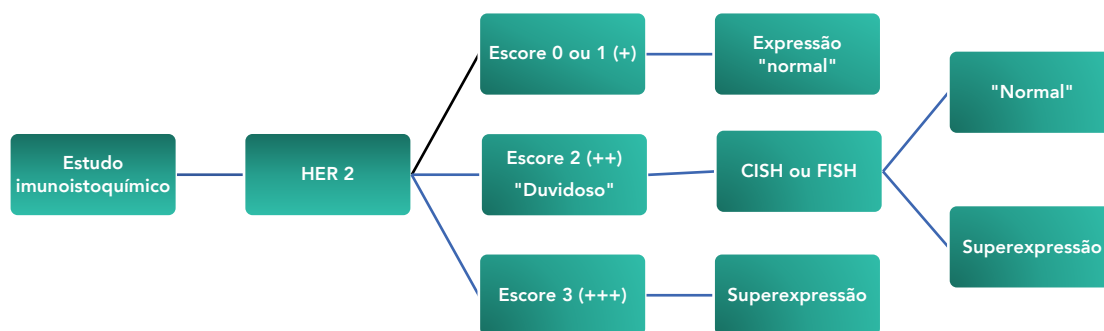 Estudo
imunoistoquímico
HER 2
Escore 0 ou 1 (+)
Expressão
"normal"
Escore 2 (++)
"Duvidoso"
CISH ou FISH
"Normal"
Superexpressão
Escore 3 (+++)
Superexpressão